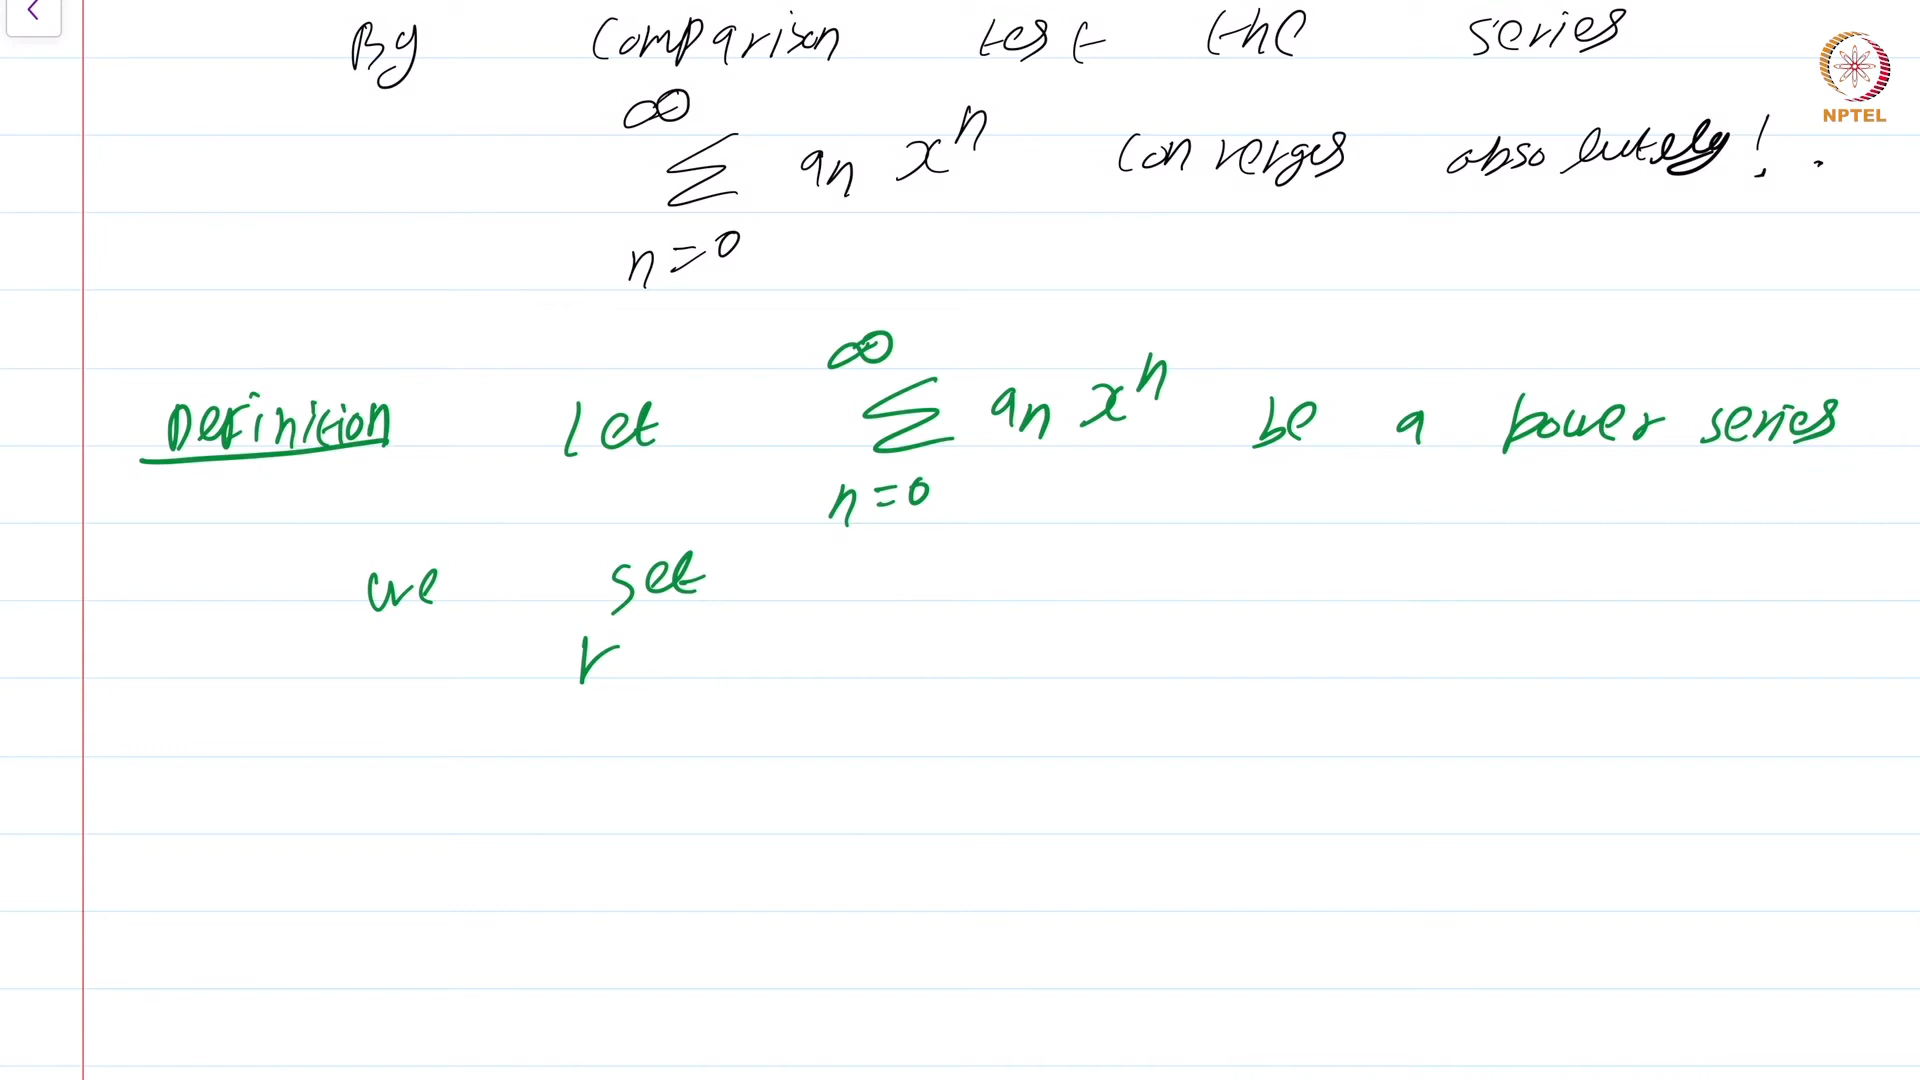 By comparison test the series
NPTEL
∞
∑ an xⁿ converges absolutely! .
n=0
∞
Definition Let ∑ an xⁿ be a power series
n=0
we set
r